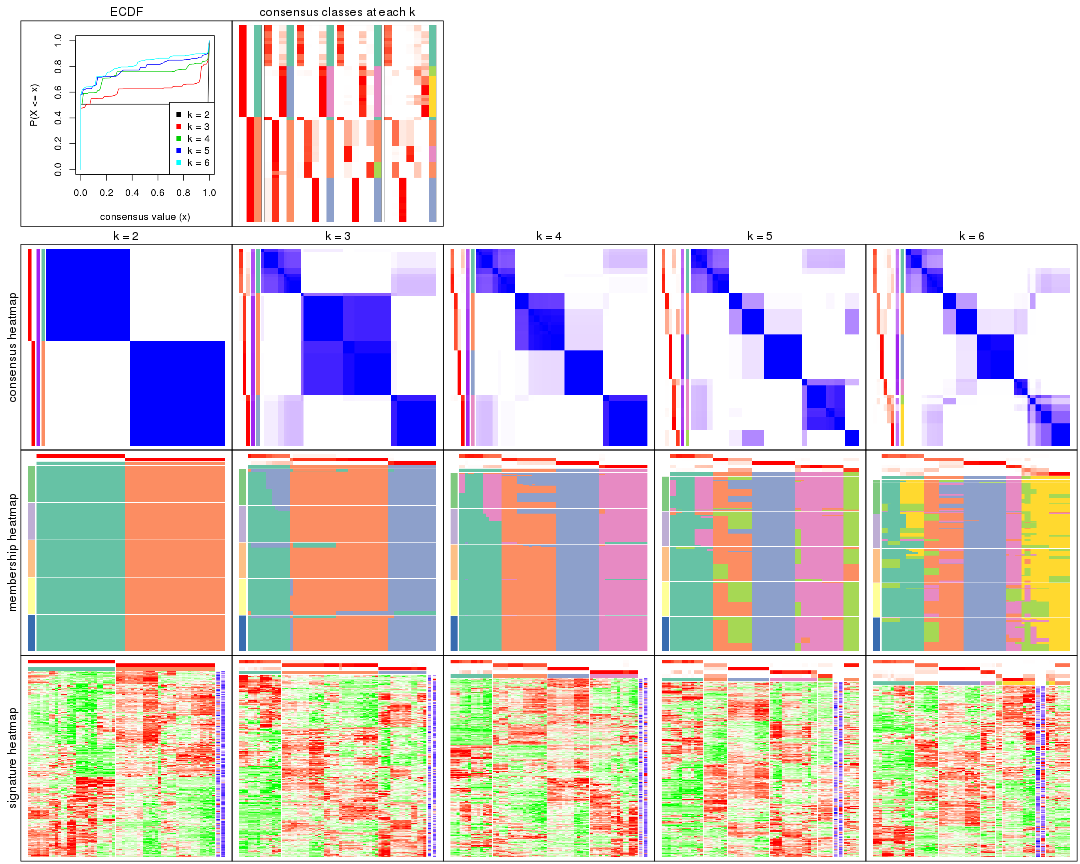 ECDF
consensus classes at each k
P(X <= x)
0.0 0.2 0.4 0.6 0.8 1.0
k = 2
k = 3
k = 4
k = 5
k = 6
0.0 0.2 0.4 0.6 0.8 1.0
consensus value (x)
k = 2 k = 3 k = 4 k = 5 k = 6
consensus heatmap
membership heatmap
signature heatmap